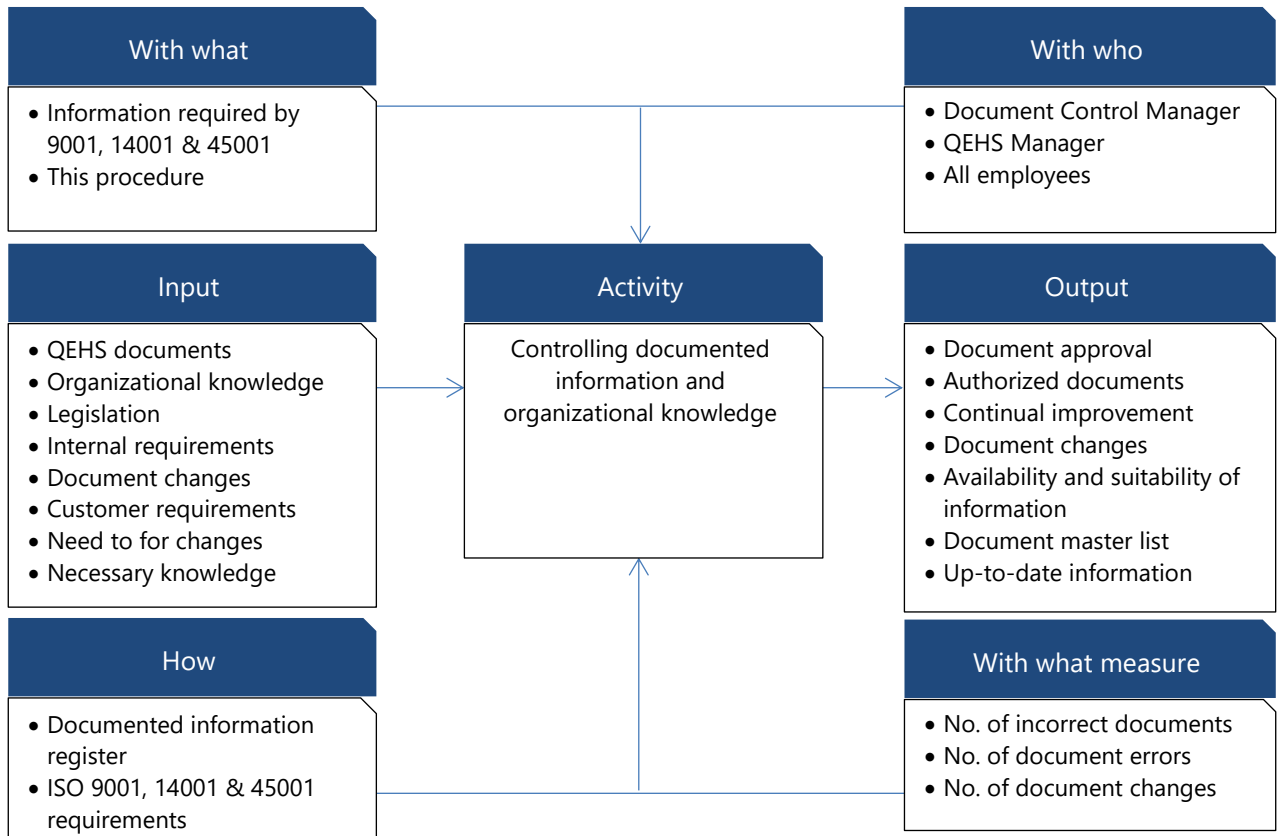 With what
• Information required by
9001, 14001 & 45001
• This procedure
With who
• Document Control Manager
• QEHS Manager
• All employees
Input
• QEHS documents
• Organizational knowledge
• Legislation
• Internal requirements
• Document changes
• Customer requirements
• Need to for changes
• Necessary knowledge
Activity
Controlling documented
information and
organizational knowledge
Output
• Document approval
• Authorized documents
• Continual improvement
• Document changes
• Availability and suitability of
information
• Document master list
• Up-to-date information
How
• Documented information
register
• ISO 9001, 14001 & 45001
requirements
With what measure
• No. of incorrect documents
• No. of document errors
• No. of document changes